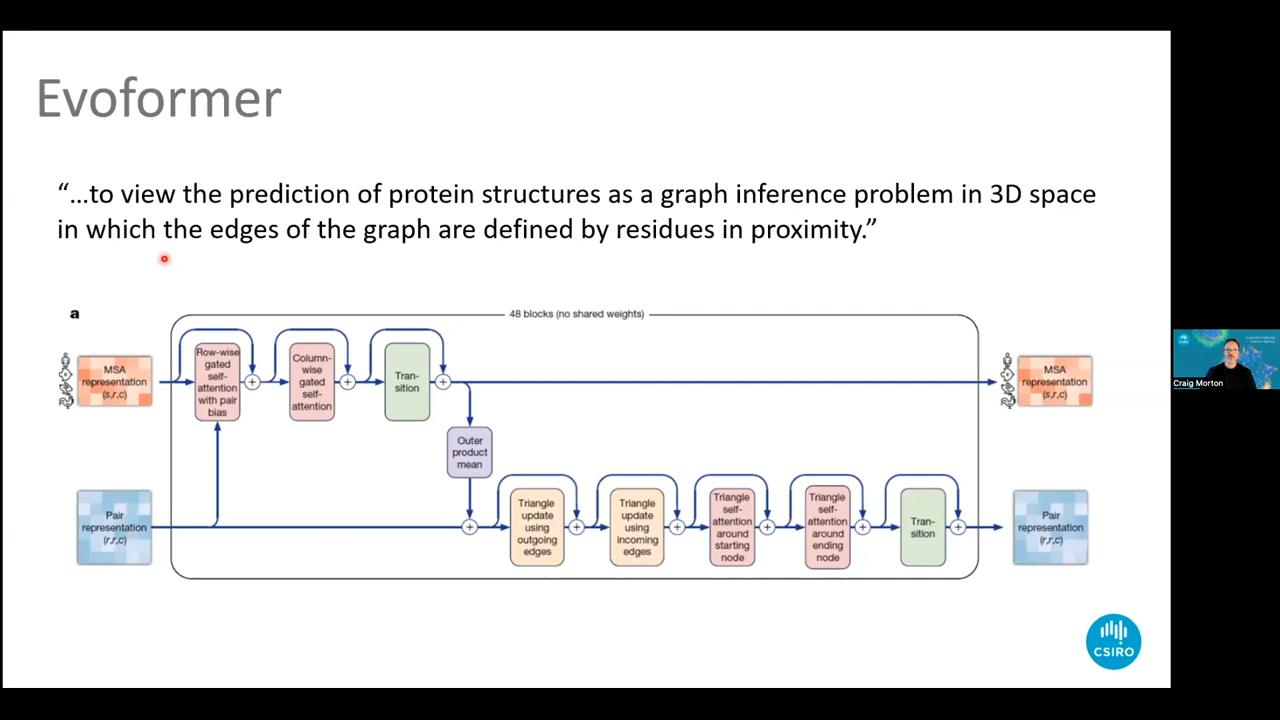 Evoformer
“…to view the prediction of protein structures as a graph inference problem in 3D space
in which the edges of the graph are defined by residues in proximity.”
a
48 blocks (no shared weights)
MSA
representation
(s,r,c)
Row-wise
gated
self-
attention
with pair
bias
+
Column-
wise
gated
self-
attention
+
Tran-
sition
+
MSA
representation
(s,r,c)
Outer
product
mean
Pair
representation
(r,r,c)
+
Triangle
update
using
outgoing
edges
+
Triangle
update
using
incoming
edges
+
Triangle
self-
attention
around
starting
node
+
Triangle
self-
attention
around
ending
node
+
Tran-
sition
+
Pair
representation
(r,r,c)
CSIRO
Craig Morton